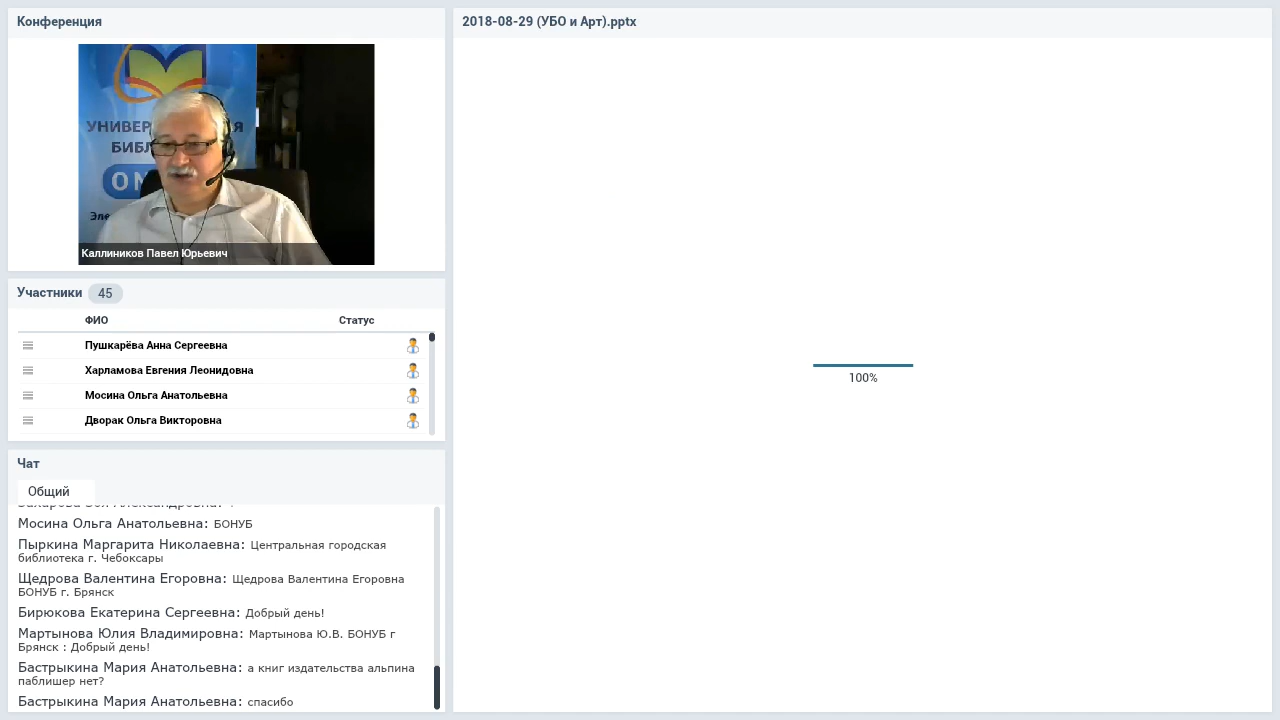 Конференция
УНИВЕР
АЯ
БИБЛ
Каллиников Павел Юрьевич
Участники 45
ФИО Статус
Пушкарёва Анна Сергеевна
Харламова Евгения Леонидовна
Мосина Ольга Анатольевна
Дворак Ольга Викторовна
Чат
Общий
Мосина Ольга Анатольевна: БОНУБ
Пыркина Маргарита Николаевна: Центральная городская
библиотека г. Чебоксары
Щедрова Валентина Егоровна: Щедрова Валентина Егоровна
БОНУБ г. Брянск
Бирюкова Екатерина Сергеевна: Добрый день!
Мартынова Юлия Владимировна: Мартынова Ю.В. БОНУБ г
Брянск : Добрый день!
Бастрыкина Мария Анатольевна: а книг издательства альпина
паблишер нет?
Бастрыкина Мария Анатольевна: спасибо
2018-08-29 (УБО и Арт).pptx
100%